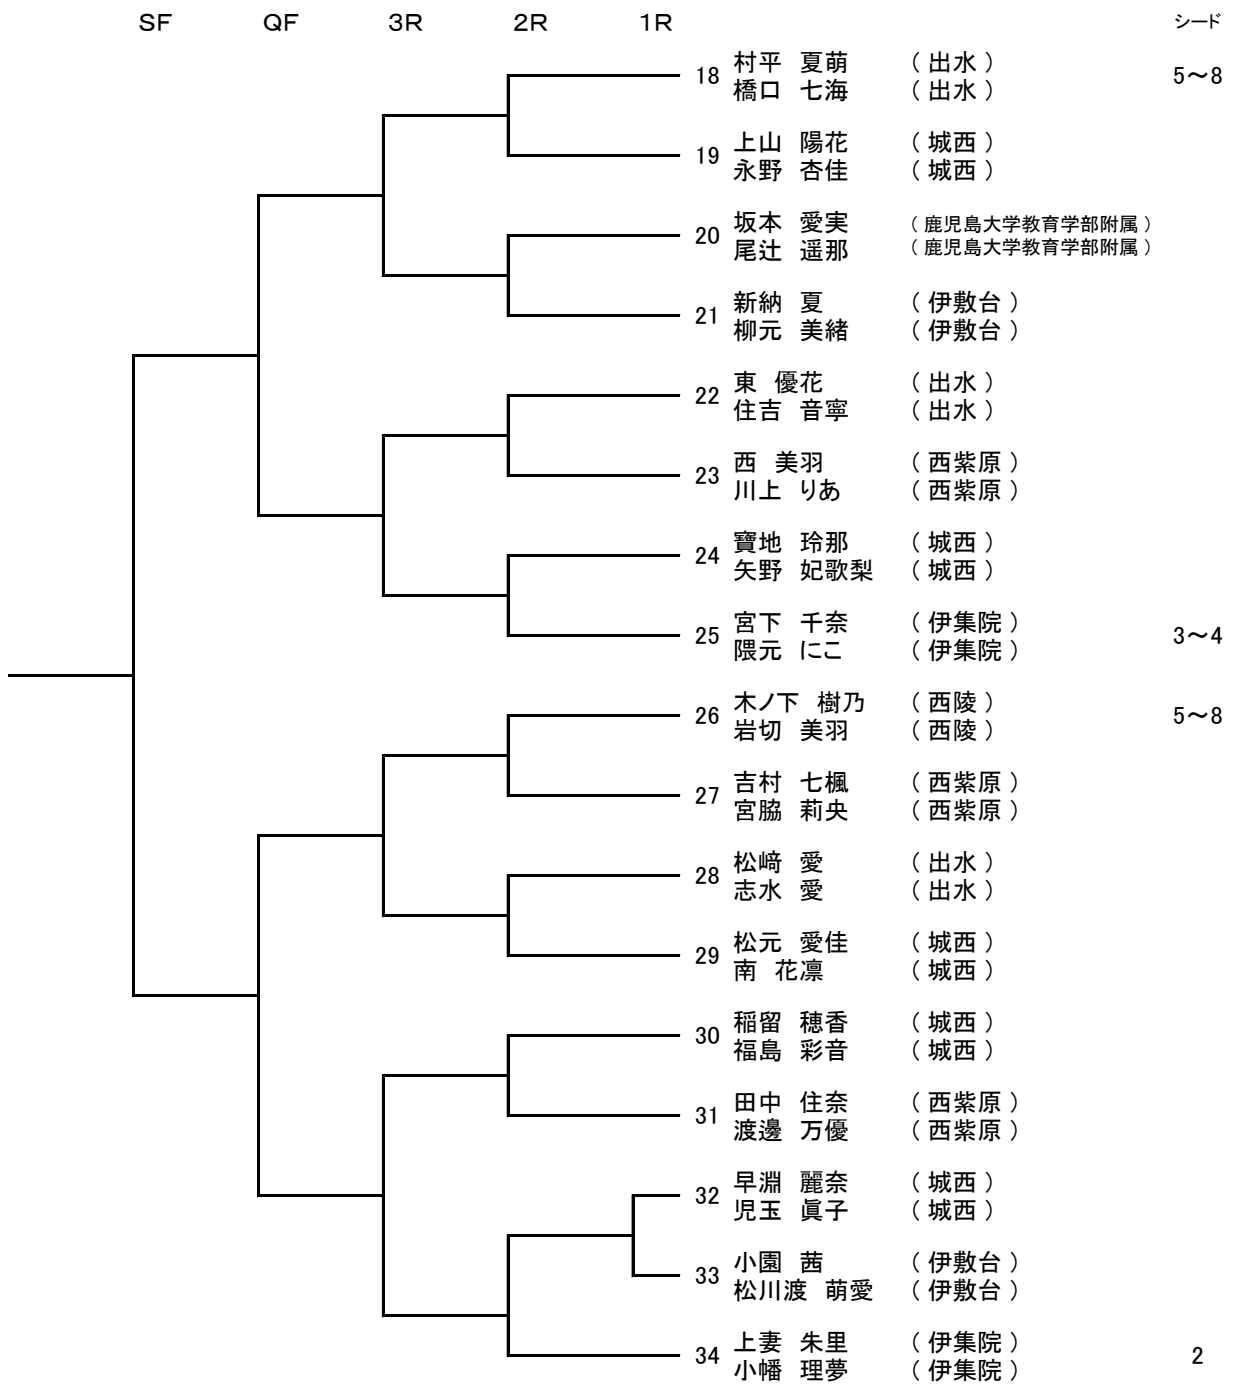 SF QF 3R 2R 1R シード
18 村平 夏萌 （ 出水 ） 5～8
橋口 七海 （ 出水 ）
19 上山 陽花 （ 城西 ）
永野 杏佳 （ 城西 ）
20 坂本 愛実 （ 鹿児島大学教育学部附属 ）
尾辻 遥那 （ 鹿児島大学教育学部附属 ）
21 新納 夏 （ 伊敷台 ）
柳元 美緒 （ 伊敷台 ）
22 東 優花 （ 出水 ）
住吉 音寧 （ 出水 ）
23 西 美羽 （ 西紫原 ）
川上 りあ （ 西紫原 ）
24 寶地 玲那 （ 城西 ）
矢野 妃歌梨 （ 城西 ）
25 宮下 千奈 （ 伊集院 ） 3～4
隈元 にこ （ 伊集院 ）
26 木ノ下 樹乃 （ 西陵 ） 5～8
岩切 美羽 （ 西陵 ）
27 吉村 七楓 （ 西紫原 ）
宮脇 莉央 （ 西紫原 ）
28 松﨑 愛 （ 出水 ）
志水 愛 （ 出水 ）
29 松元 愛佳 （ 城西 ）
南 花凛 （ 城西 ）
30 稲留 穂香 （ 城西 ）
福島 彩音 （ 城西 ）
31 田中 住奈 （ 西紫原 ）
渡邊 万優 （ 西紫原 ）
32 早淵 麗奈 （ 城西 ）
児玉 眞子 （ 城西 ）
33 小園 茜 （ 伊敷台 ）
松川渡 萌愛 （ 伊敷台 ）
34 上妻 朱里 （ 伊集院 ） 2
小幡 理夢 （ 伊集院 ）